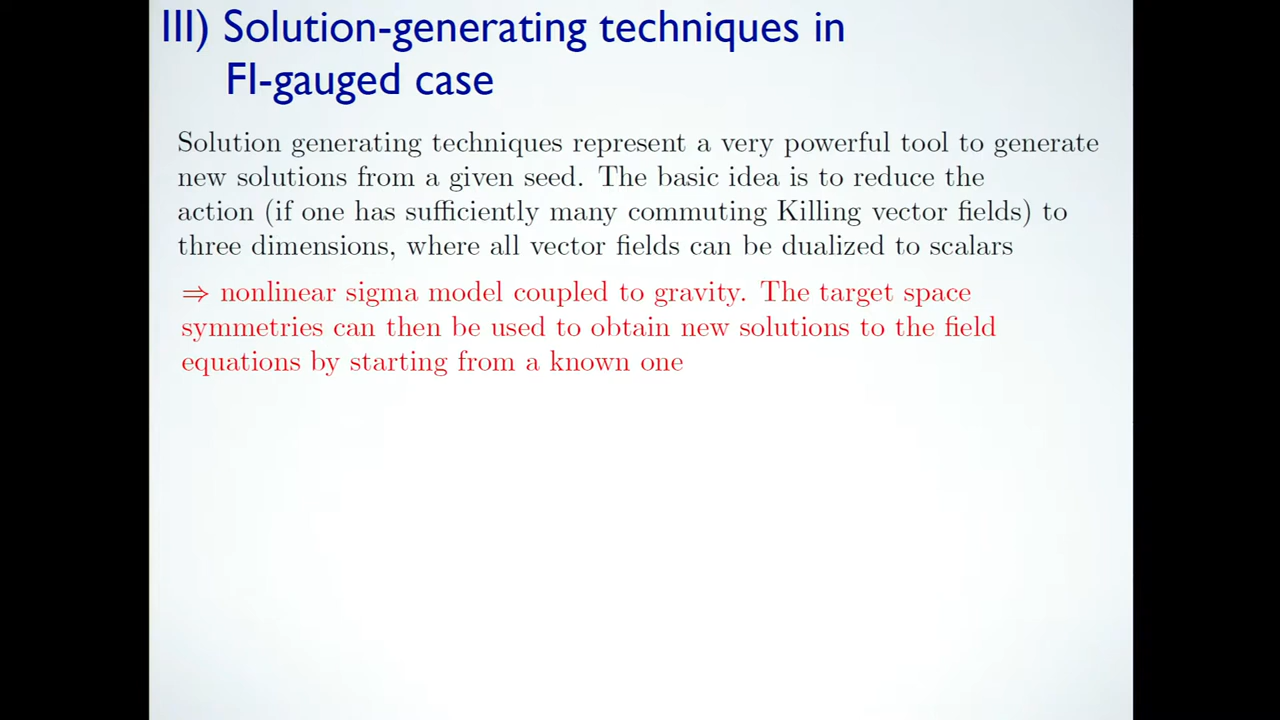 III) Solution-generating techniques in
FI-gauged case
Solution generating techniques represent a very powerful tool to generate
new solutions from a given seed. The basic idea is to reduce the
action (if one has sufficiently many commuting Killing vector fields) to
three dimensions, where all vector fields can be dualized to scalars
⇒ nonlinear sigma model coupled to gravity. The target space
symmetries can then be used to obtain new solutions to the field
equations by starting from a known one